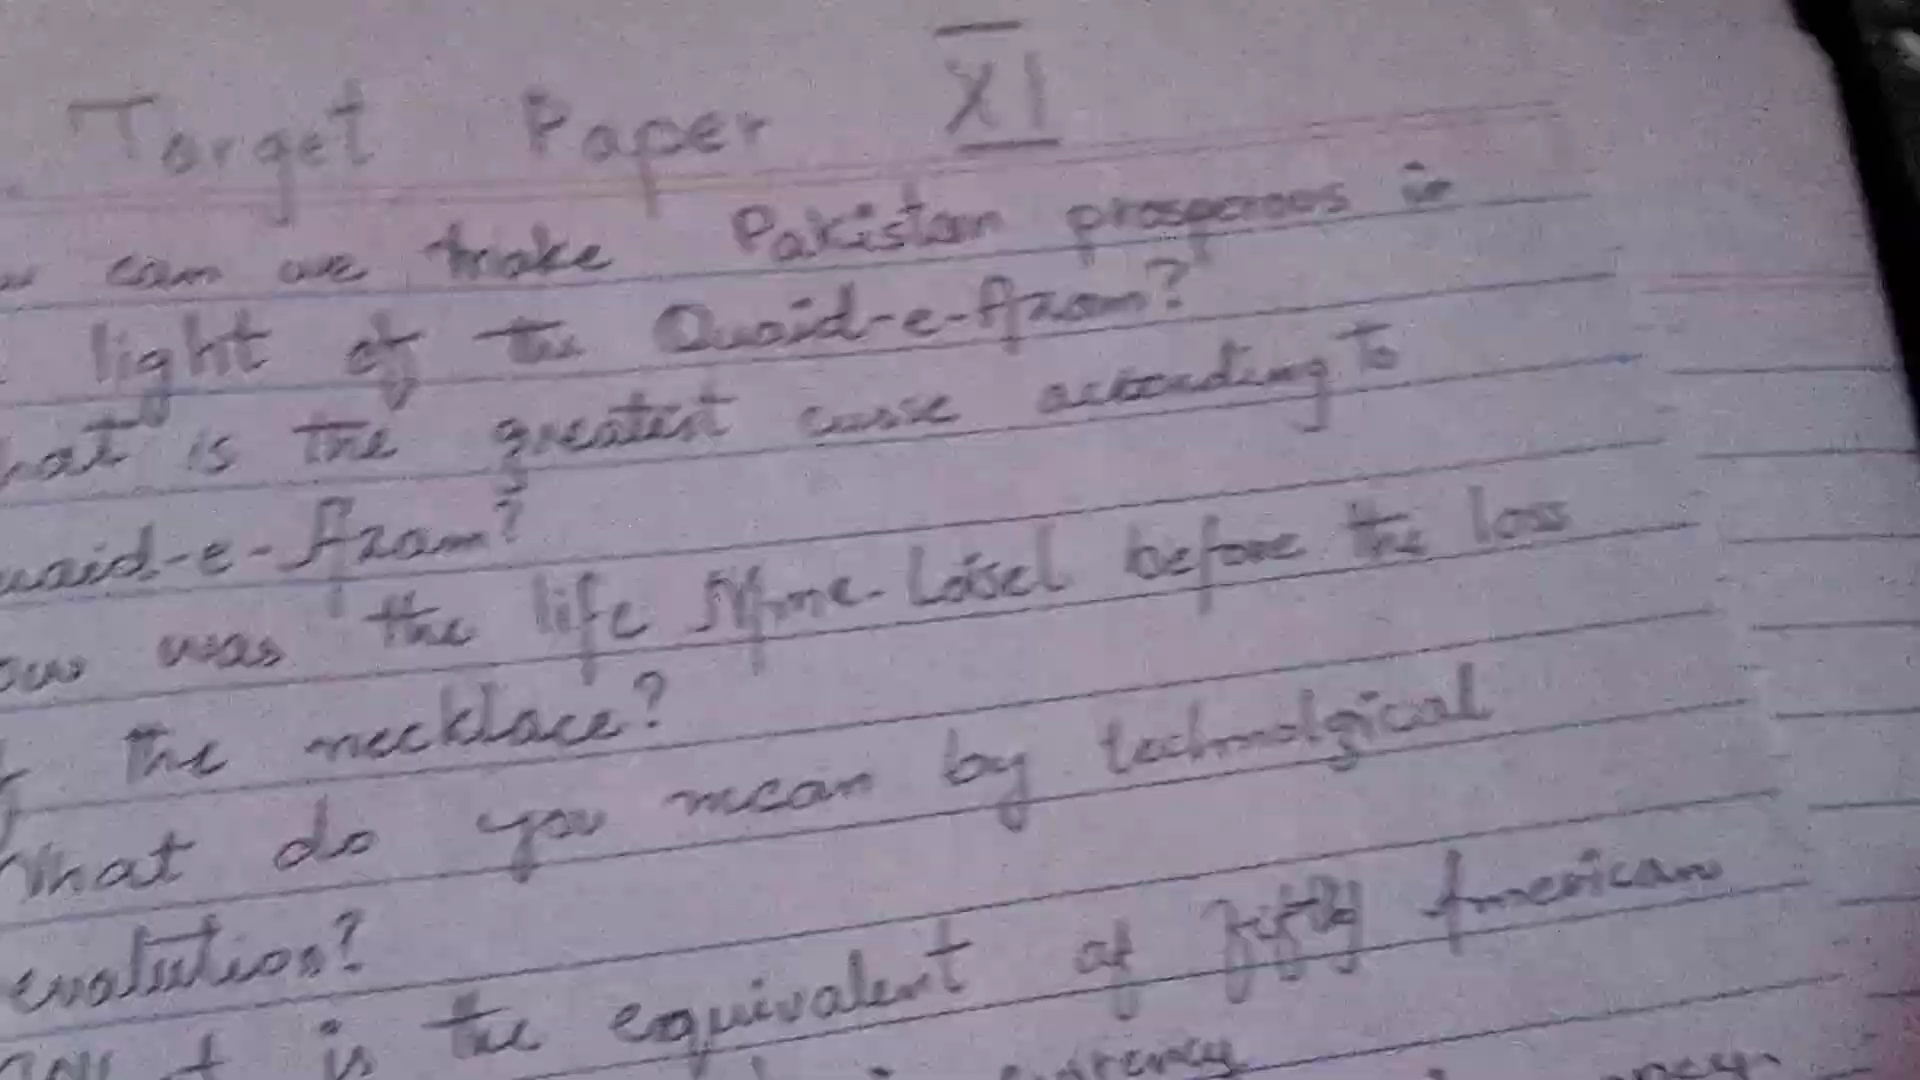 Target Paper XI
can we make Pakistan prosperous in
light of the Quaid-e-Azam?
is the greatest curse according to
Azam?
was the life Mme-Loisel before the loss
the necklace?
What do you mean by technolgical
evolution?
is the equivalent of fifty American
currency